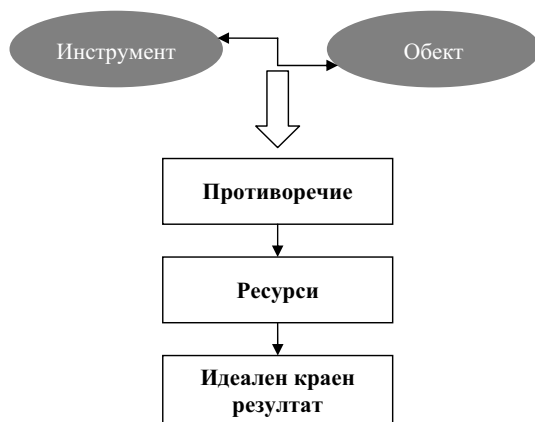 Инструмент
Обект
Противоречие
Ресурси
Идеален краен
резултат